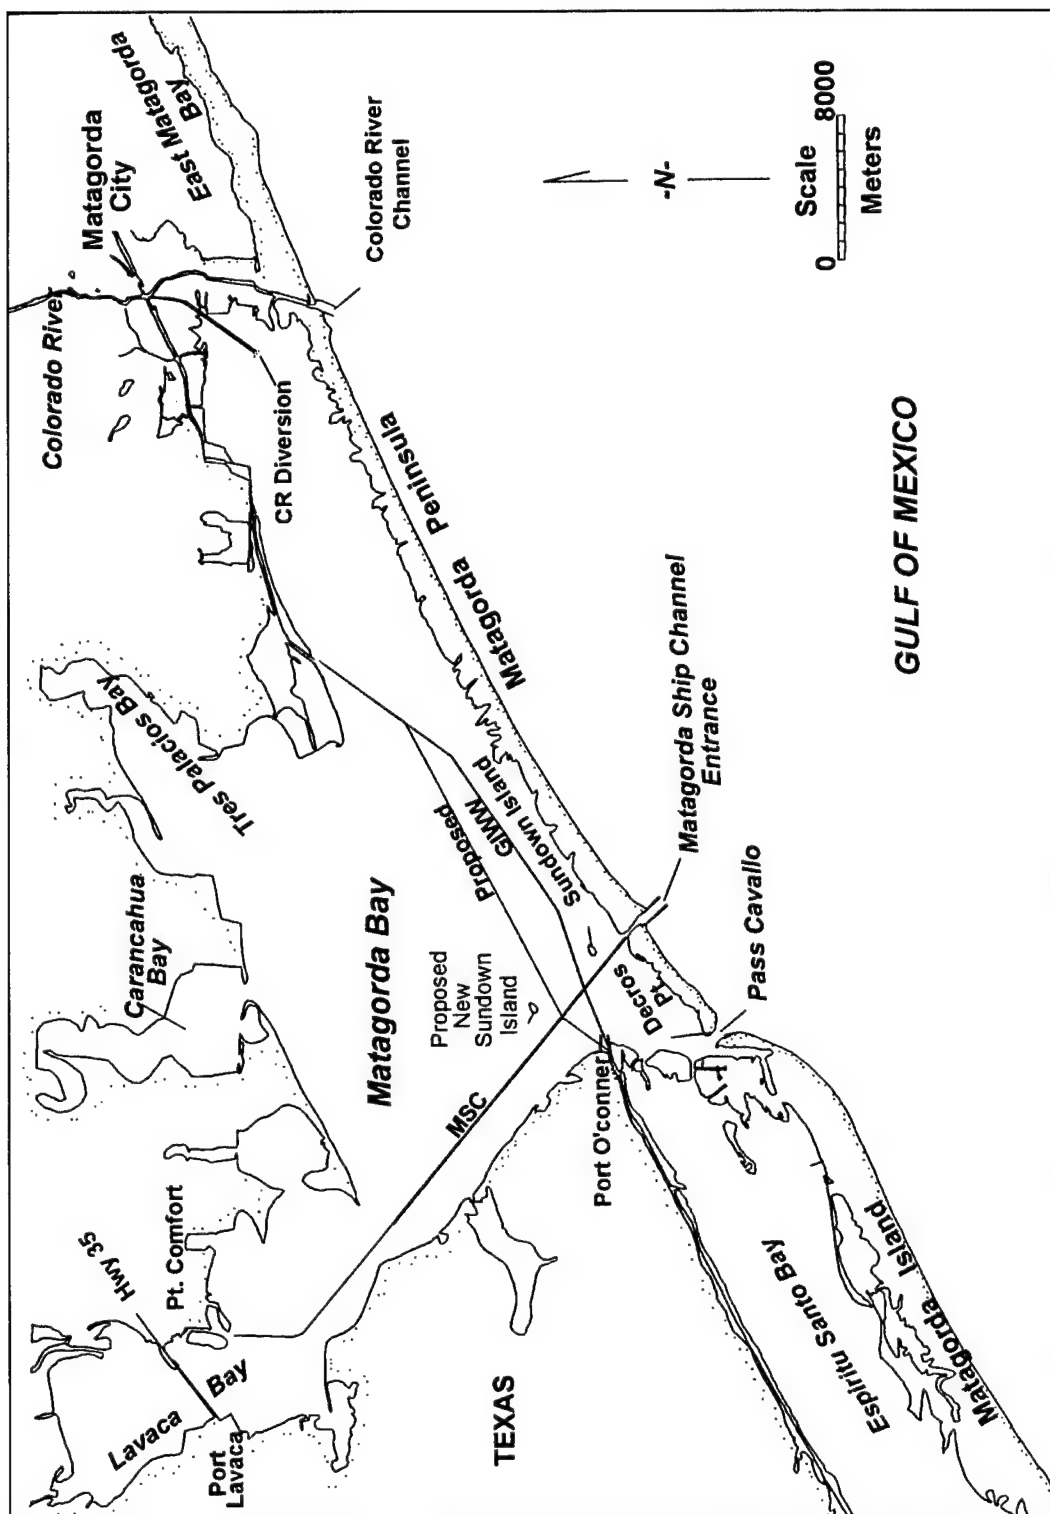 Lavaca
Bay
Port
Lavaca
Hwy 35
Pt. Comfort
Carancahua
Bay
Tres Palacios Bay
Colorado River
Matagorda
City
East Matagorda
Bay
Colorado River
Channel
CR Diversion
Matagorda Peninsula
Matagorda Bay
Proposed
GIWW
Sundown Island
Proposed
New
Sundown
Island
MSC
TEXAS
Port O'conner
Decros
Pt.
Matagorda Ship Channel
Entrance
Pass Cavallo
Espiritu Santo Bay
Matagorda Island
GULF OF MEXICO
-N-
Scale
0 8000
Meters